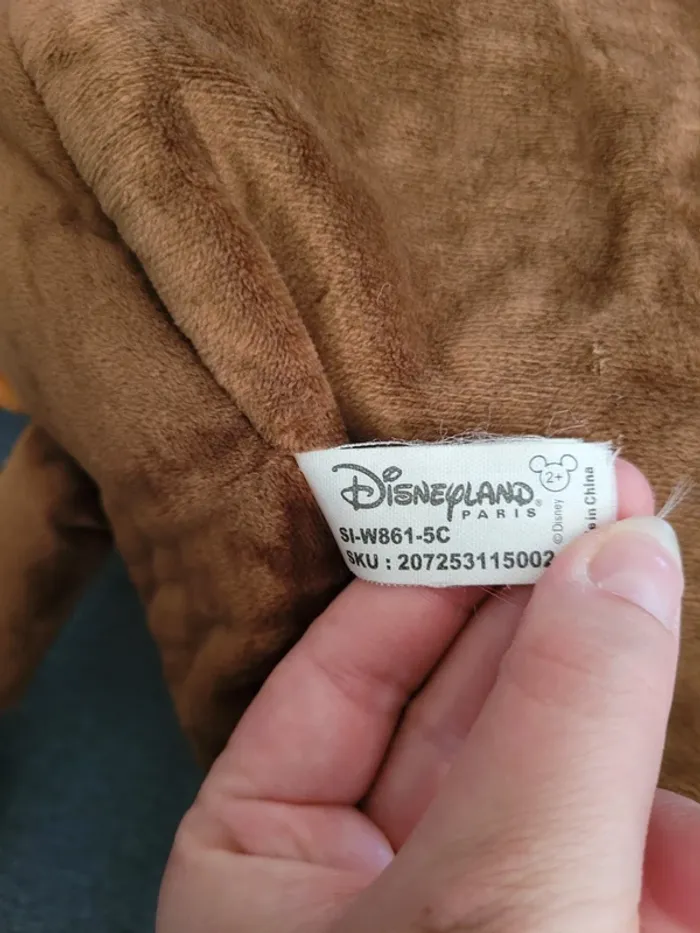 Disneyland®
PARIS
SI-W861-5C
SKU : 207253115002
2+
© Disney
in China